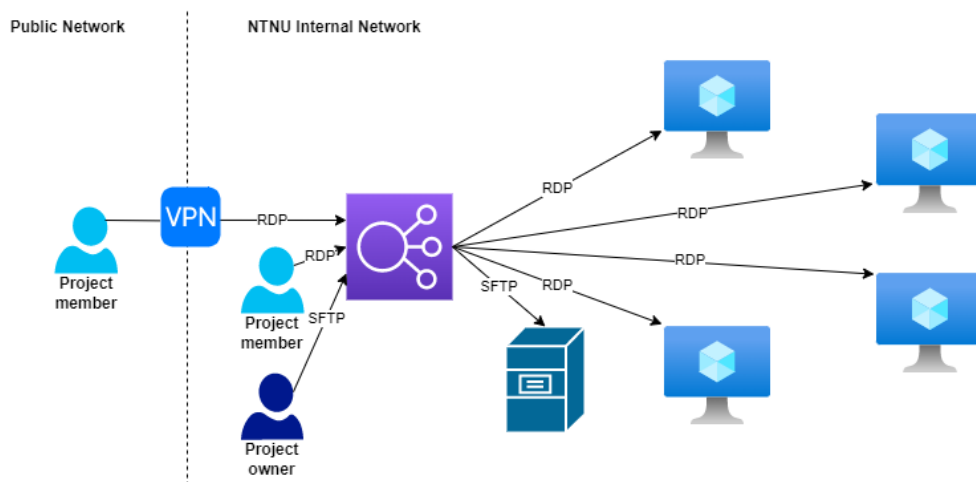 Public Network
NTNU Internal Network
RDP
RDP
VPN
RDP
RDP
Project
member
RDP
RDP
SFTP
RDP
Project
member
SFTP
Project
owner